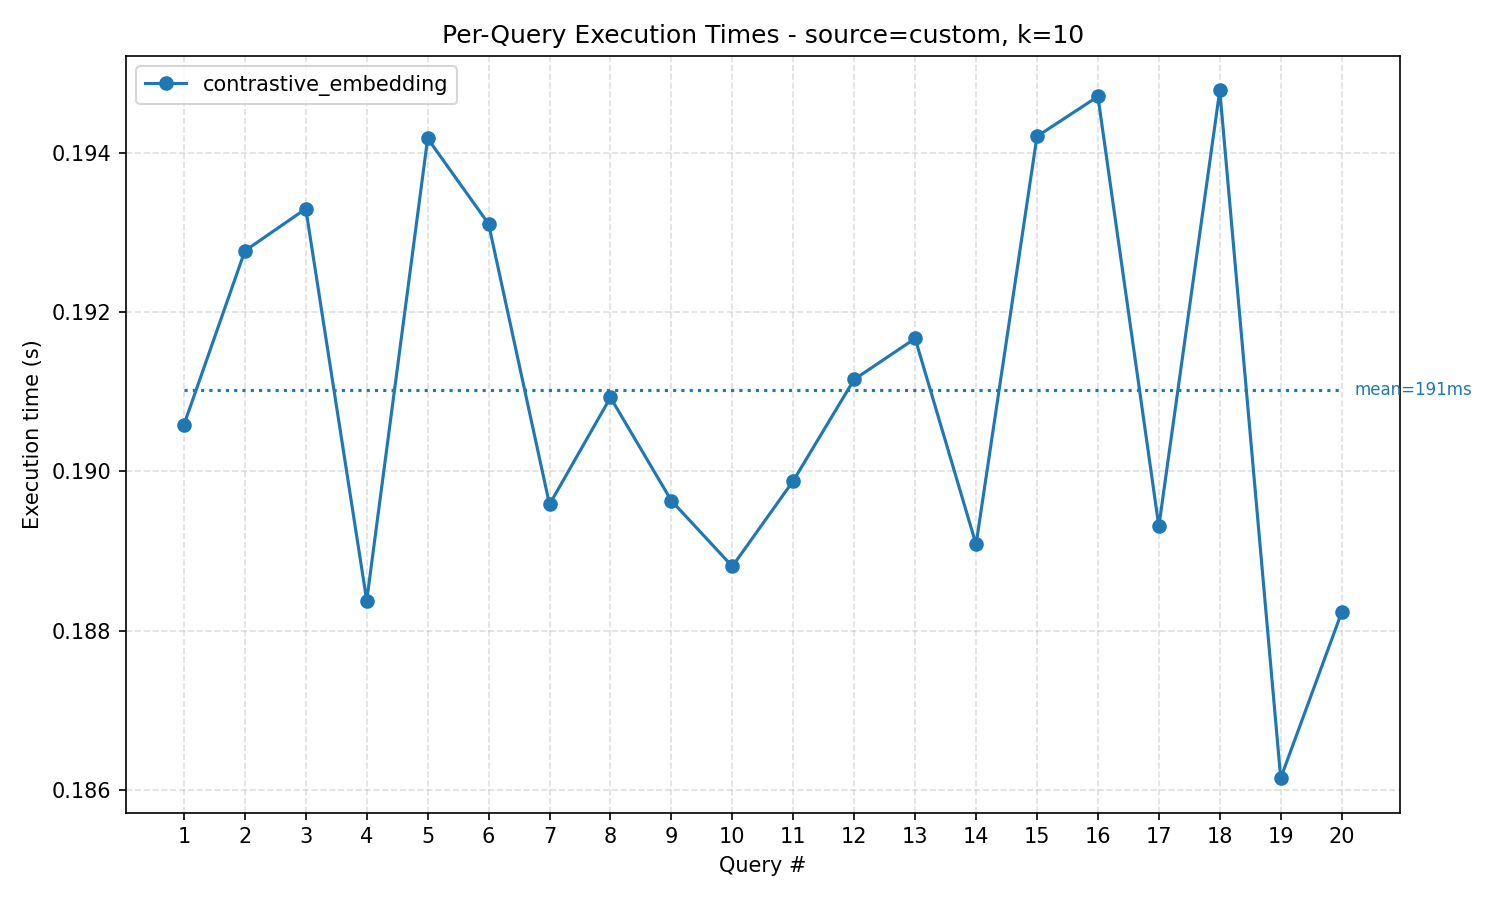 Per-Query Execution Times - source=custom, k=10
contrastive_embedding
Execution time (s)
0.194
0.192
0.190
0.188
0.186
mean=191ms
1 2 3 4 5 6 7 8 9 10 11 12 13 14 15 16 17 18 19 20
Query #